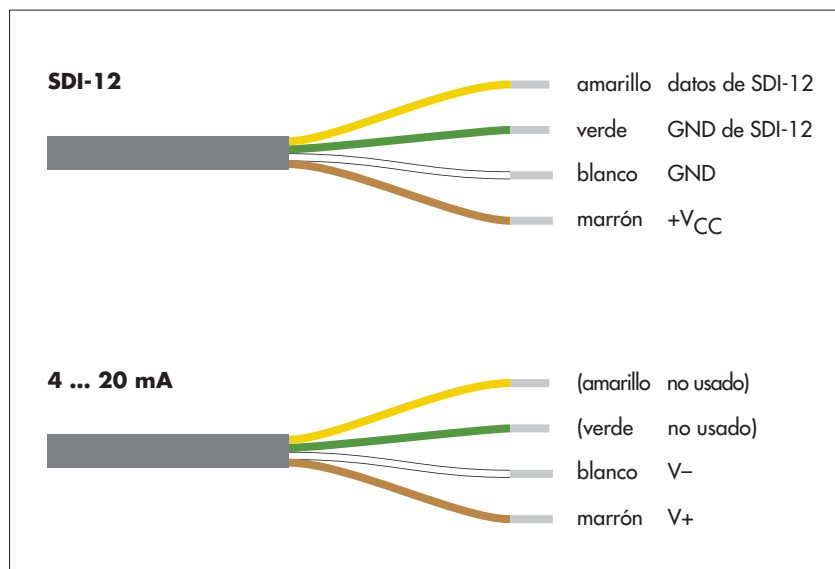 SDI-12
amarillo datos de SDI-12
verde GND de SDI-12
blanco GND
marrón +VCC
4 ... 20 mA
(amarillo no usado)
(verde no usado)
blanco V–
marrón V+